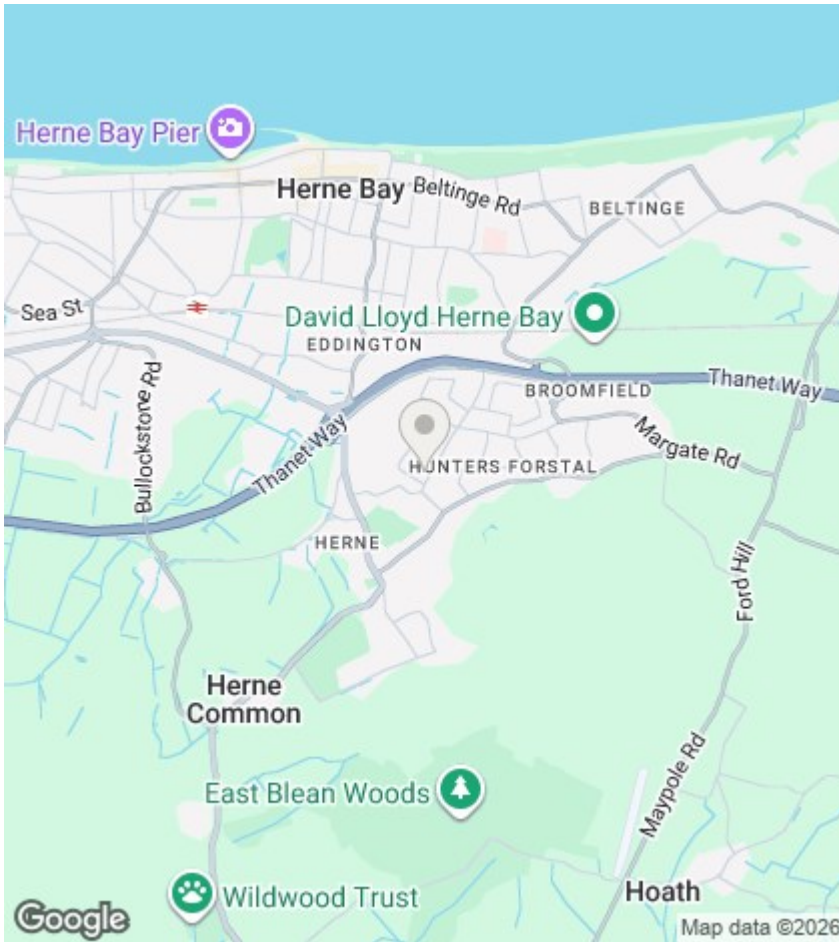 Herne Bay Pier
Herne Bay
Beltinge Rd
BELTINGE
Sea St
David Lloyd Herne Bay
EDDINGTON
Thanet Way
BROOMFIELD
Bullockstone Rd
Thanet Way
Margate Rd
HUNTERS FORSTAL
HERNE
Ford Hill
Herne
Common
Maypole Rd
East Blean Woods
Wildwood Trust
Hoath
Google
Map data ©2026